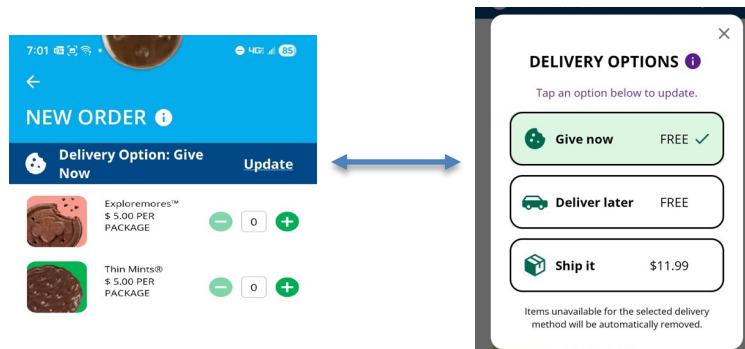 7:01
4G 85
NEW ORDER
Delivery Option: Give
Now
Update
Exploremores™
$ 5.00 PER
PACKAGE
0
Thin Mints®
$ 5.00 PER
PACKAGE
0
DELIVERY OPTIONS
Tap an option below to update.
Give now FREE
Deliver later FREE
Ship it $11.99
Items unavailable for the selected delivery
method will be automatically removed.